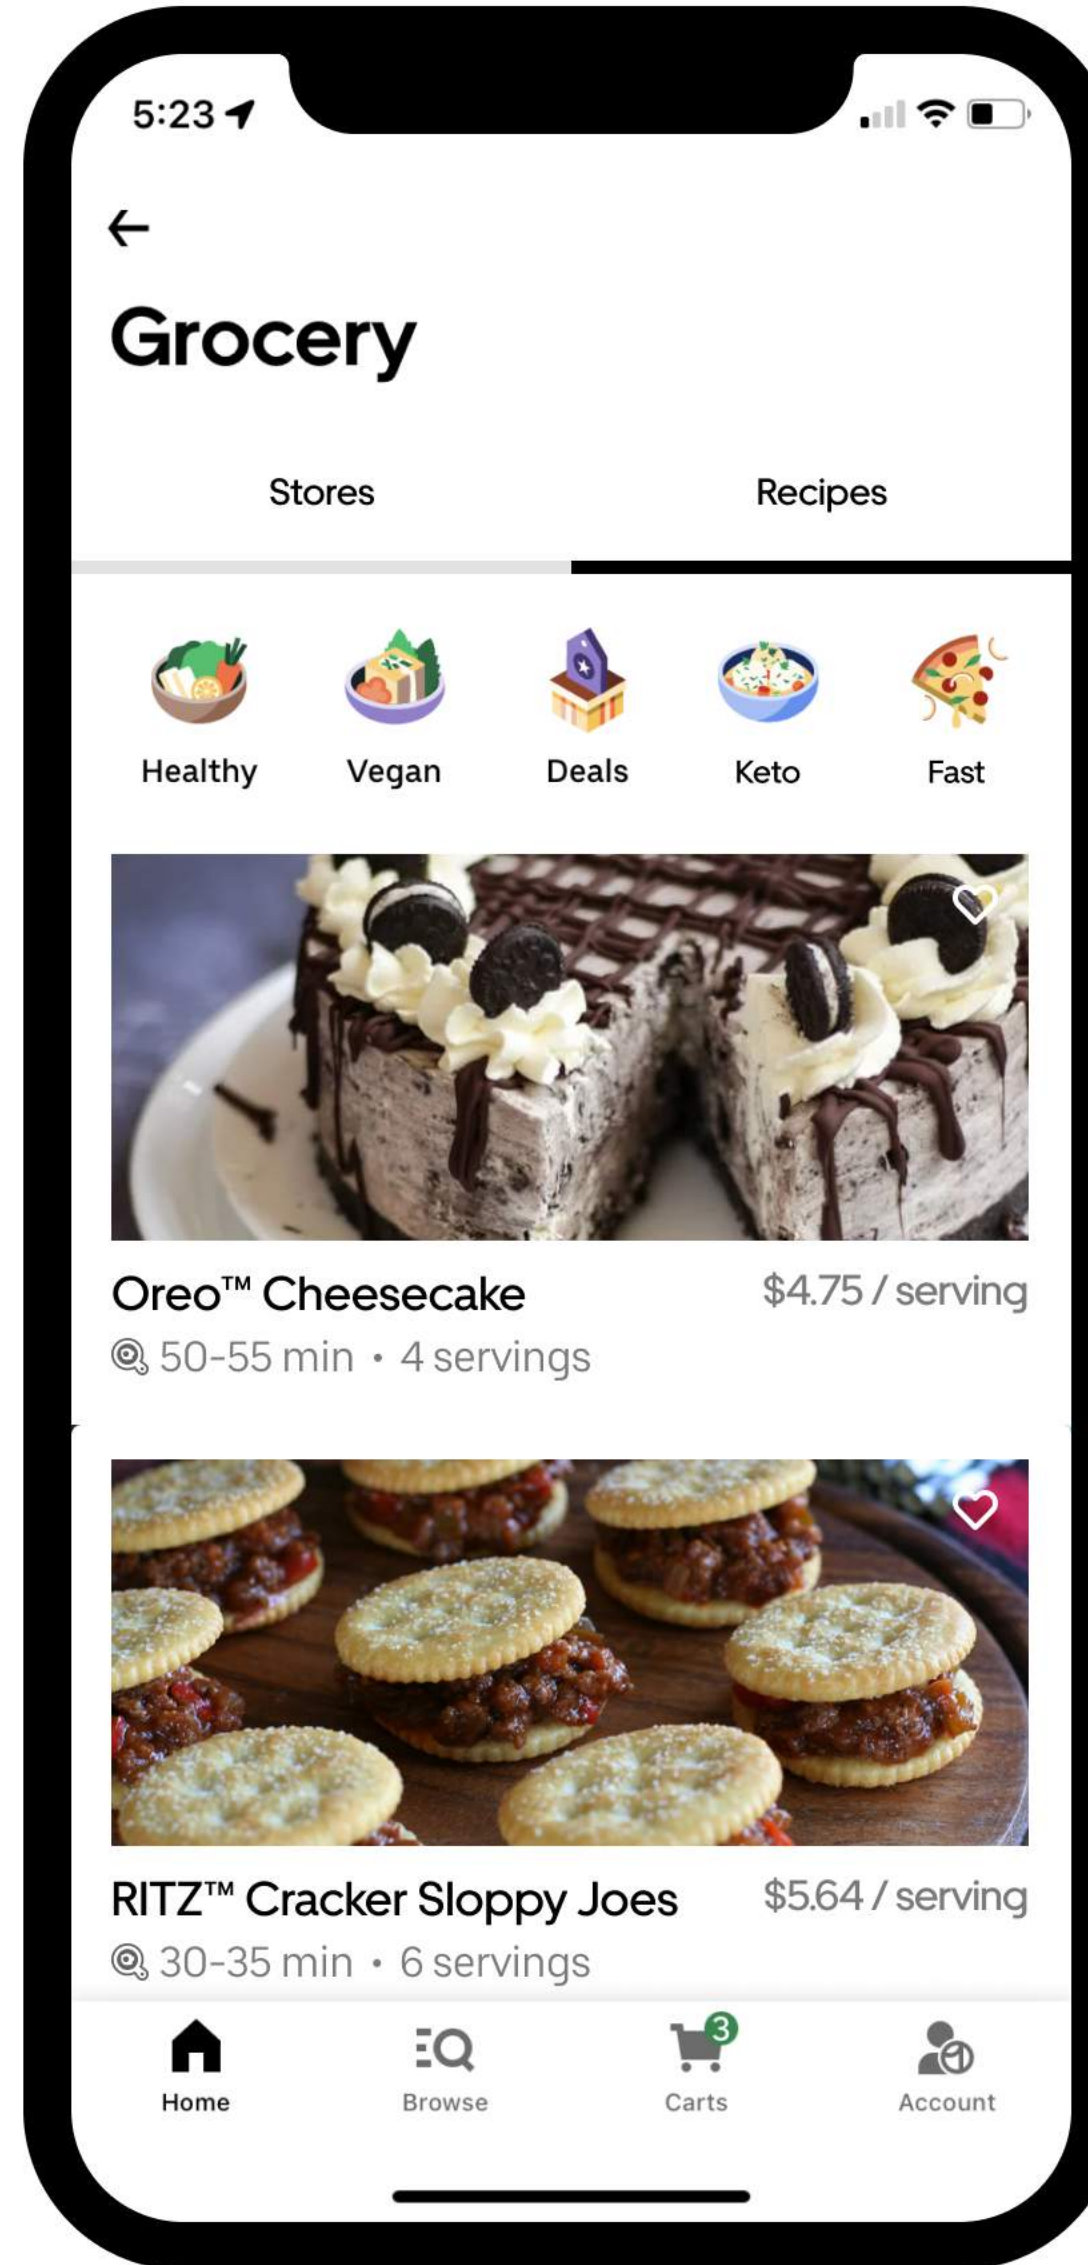 5:23
Grocery
Stores Recipes
Healthy Vegan Deals Keto Fast
Oreo™ Cheesecake $4.75 / serving
50-55 min • 4 servings
RITZ™ Cracker Sloppy Joes $5.64 / serving
30-35 min • 6 servings
3
Home Browse Carts Account